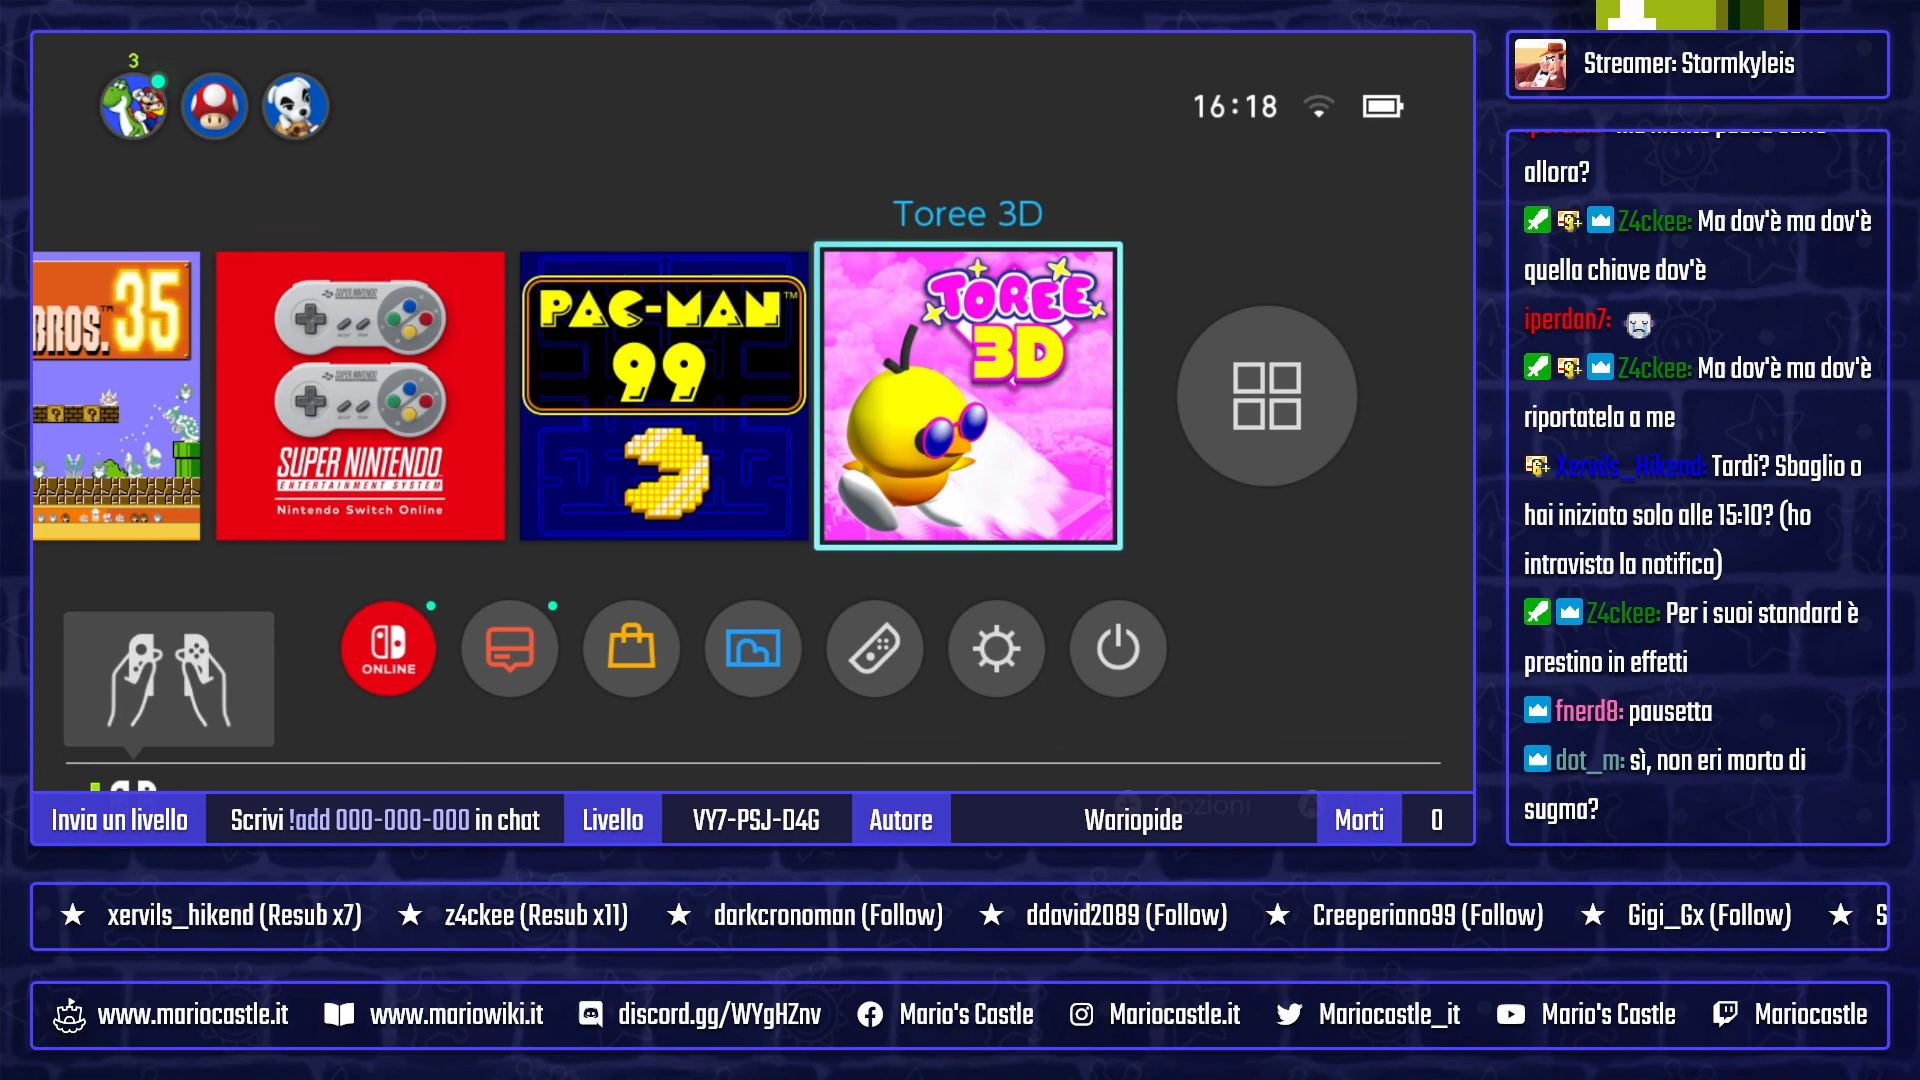 3
16:18
Streamer: Stormkyleis
Toree 3D
BROS.™ 35
SUPER NINTENDO
ENTERTAINMENT SYSTEM
Nintendo Switch Online
PAC-MAN™
99
TOREE
3D
ONLINE
allora?
Z4ckee: Ma dov'è ma dov'è
quella chiave dov'è
iperdan7:
Z4ckee: Ma dov'è ma dov'è
riportatela a me
Xervils_Hikend: Tardi? Sbaglio o
hai iniziato solo alle 15:10? (ho
intravisto la notifica)
Z4ckee: Per i suoi standard è
prestino in effetti
fnerd8: pausetta
dot_m: sì, non eri morto di
sugma?
Opzioni
Invia un livello Scrivi !add 000-000-000 in chat Livello VY7-PSJ-D4G Autore Wariopide Morti 0
★ xervils_hikend (Resub x7) ★ z4ckee (Resub x11) ★ darkcronoman (Follow) ★ ddavid2089 (Follow) ★ Creeperiano99 (Follow) ★ Gigi_Gx (Follow) ★ S
www.mariocastle.it www.mariowiki.it discord.gg/WYgHZnv Mario's Castle Mariocastle.it Mariocastle_it Mario's Castle Mariocastle